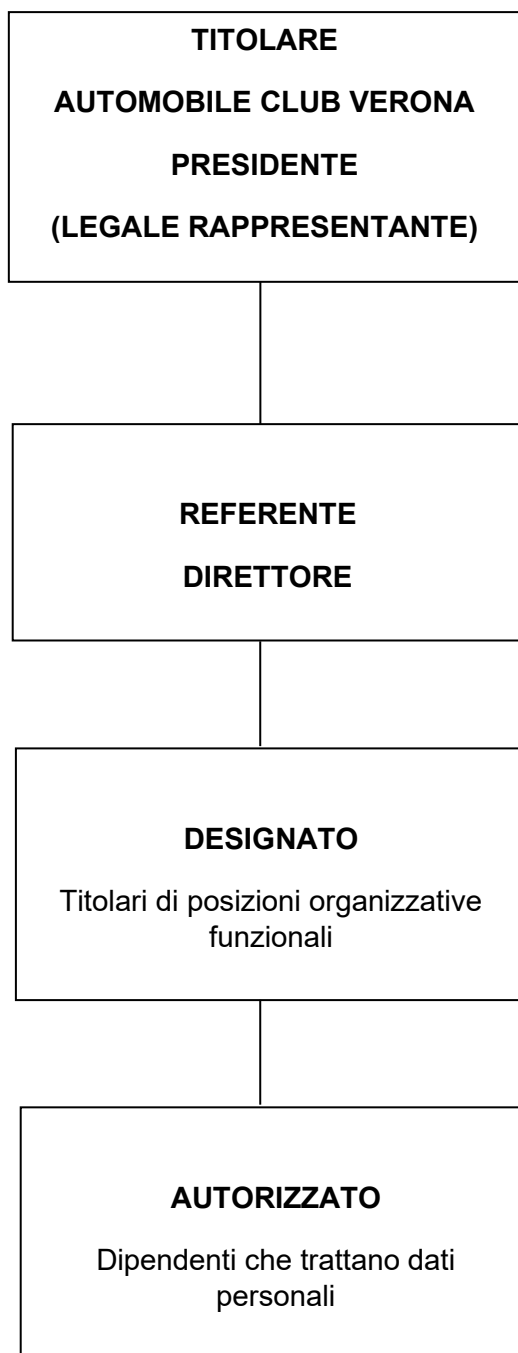 TITOLARE
AUTOMOBILE CLUB VERONA
PRESIDENTE
(LEGALE RAPPRESENTANTE)
REFERENTE
DIRETTORE
DESIGNATO
Titolari di posizioni organizzative
funzionali
AUTORIZZATO
Dipendenti che trattano dati
personali